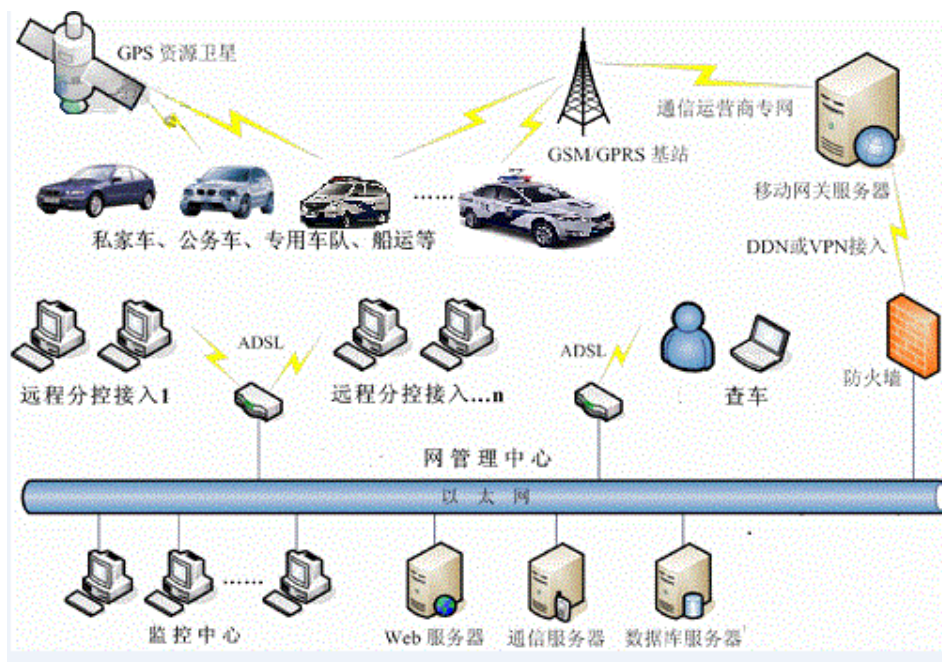 GPS 资源卫星
通信运营商专网
GSM/GPRS 基站
移动网关服务器
私家车、公务车、专用车队、船运等
......
DDN或VPN接入
ADSL
ADSL
防火墙
远程分控接入1
远程分控接入...n
查车
网管理中心
以 太 网
......
监控中心
Web 服务器
通信服务器
数据库服务器